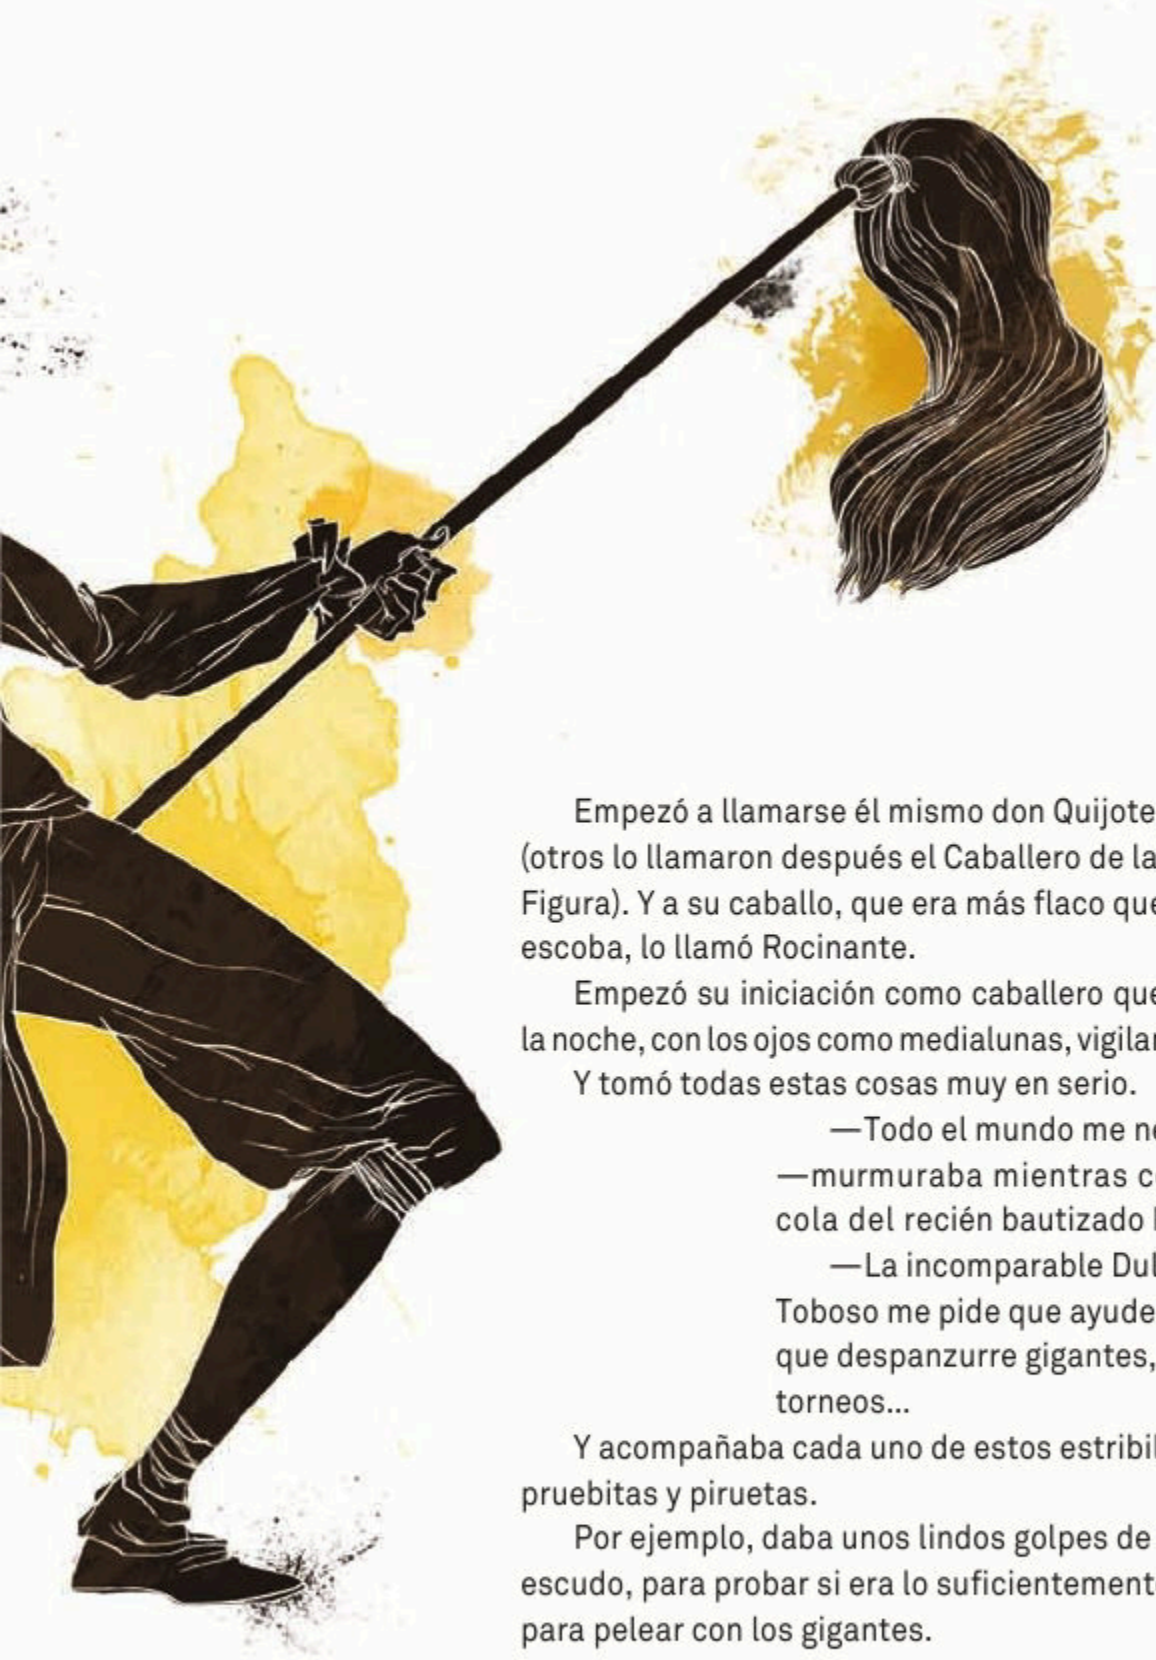 Empezó a llamarse él mismo don Quijote
(otros lo llamaron después el Caballero de la
Figura). Y a su caballo, que era más flaco que
escoba, lo llamó Rocinante.
Empezó su iniciación como caballero que
la noche, con los ojos como medialunas,
Y tomó todas estas cosas muy en serio.
—Todo el mundo me
—murmuraba mientras
cola del recién bautizado
—La incomparable
Toboso me pide que ayude
que despanzurre gigantes,
torneos...
Y acompañaba cada uno de estos
pruebitas y piruetas.
Por ejemplo, daba unos lindos golpes de
escudo, para probar si era lo
para pelear con los gigantes.